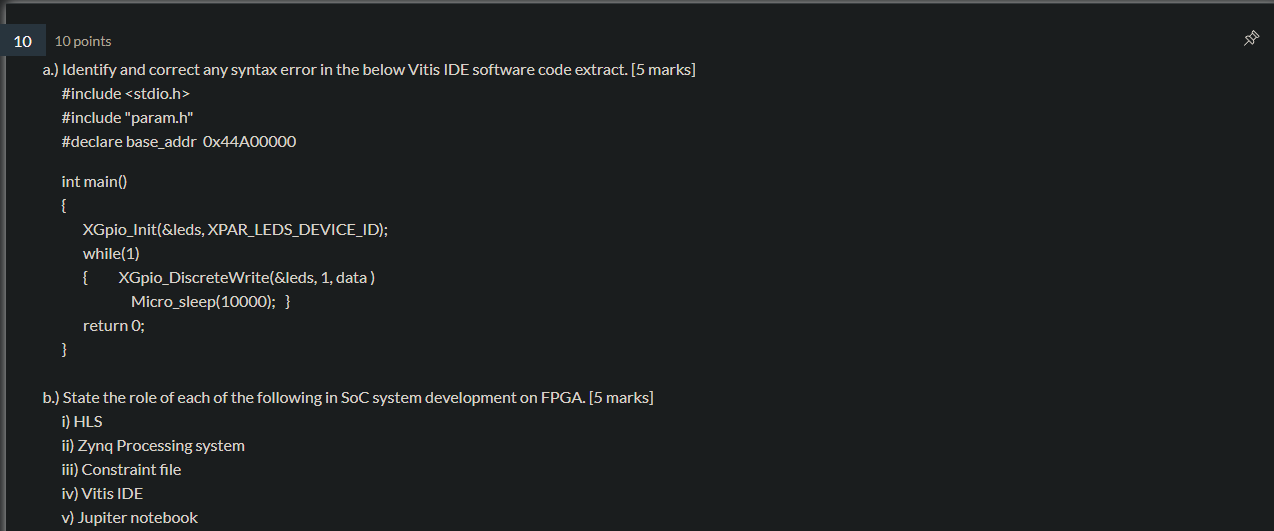 10 10 points
a.) Identify and correct any syntax error in the below Vitis IDE software code extract. [5 marks]
#include <stdio.h>
#include "param.h"
#declare base_addr 0x44A00000
int main()
{
XGpio_Init(&leds, XPAR_LEDS_DEVICE_ID);
while(1)
{ XGpio_DiscreteWrite(&leds, 1, data )
Micro_sleep(10000); }
return 0;
}
b.) State the role of each of the following in SoC system development on FPGA. [5 marks]
i) HLS
ii) Zynq Processing system
iii) Constraint file
iv) Vitis IDE
v) Jupiter notebook